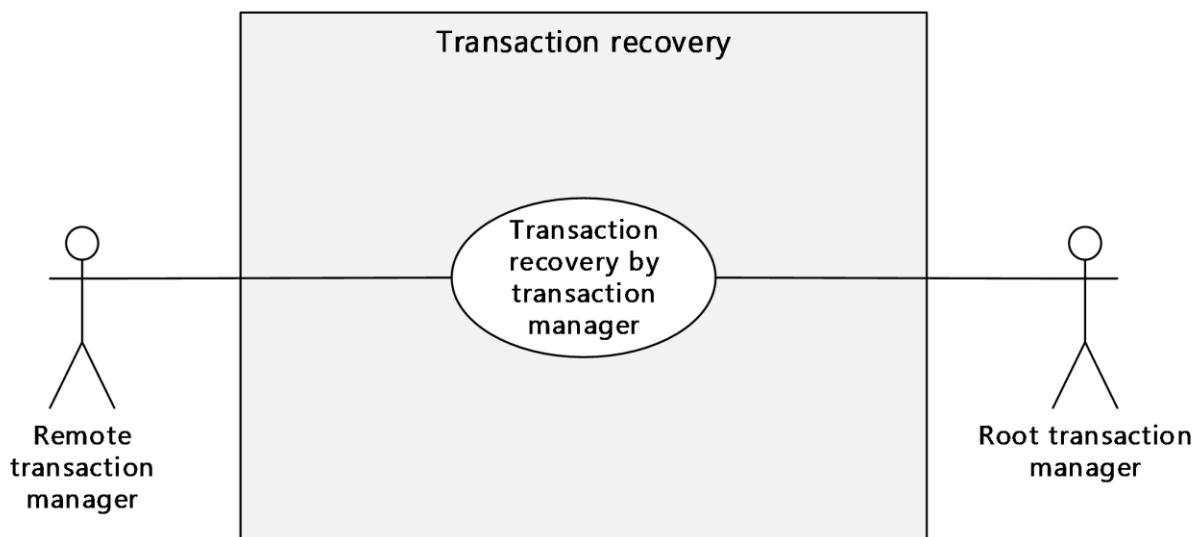 Transaction recovery
Transaction
recovery by
transaction
manager
Remote
transaction
manager
Root transaction
manager